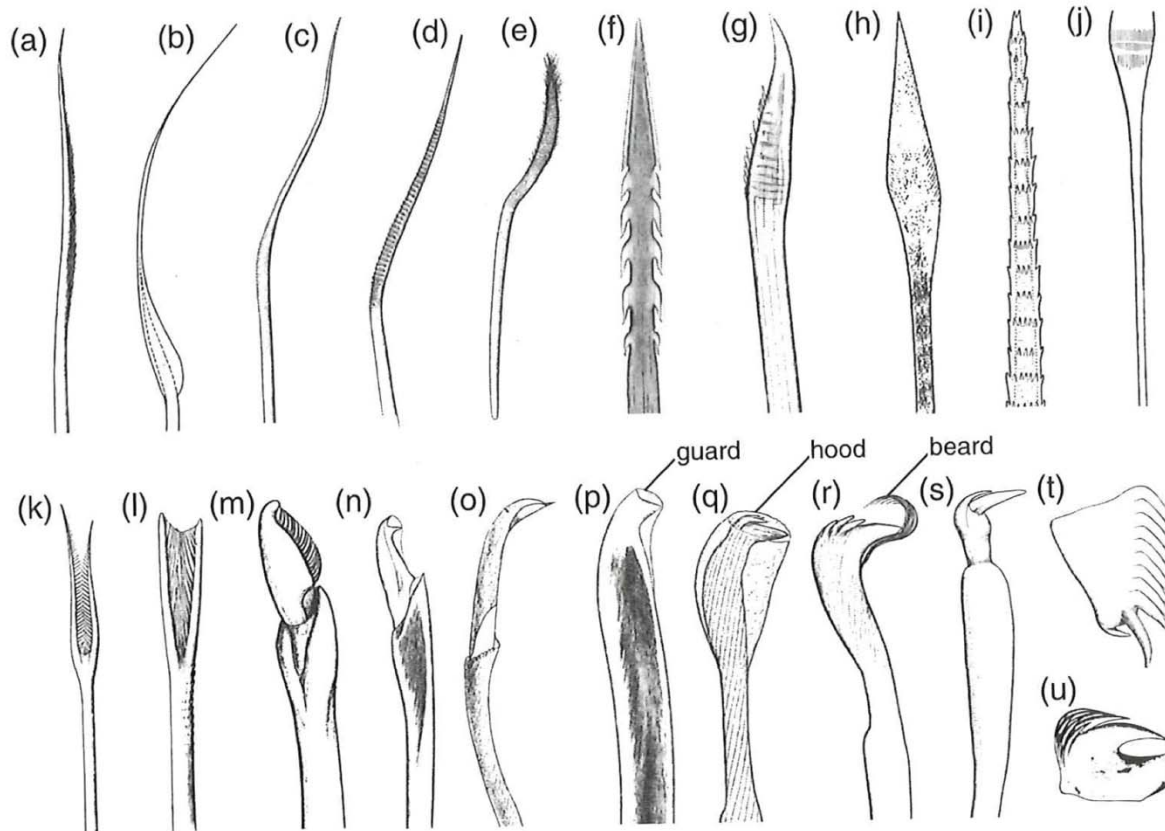 (a) (b) (c) (d) (e) (f) (g) (h) (i) (j)
guard hood beard
(k) (l) (m) (n) (o) (p) (q) (r) (s) (t)
(u)